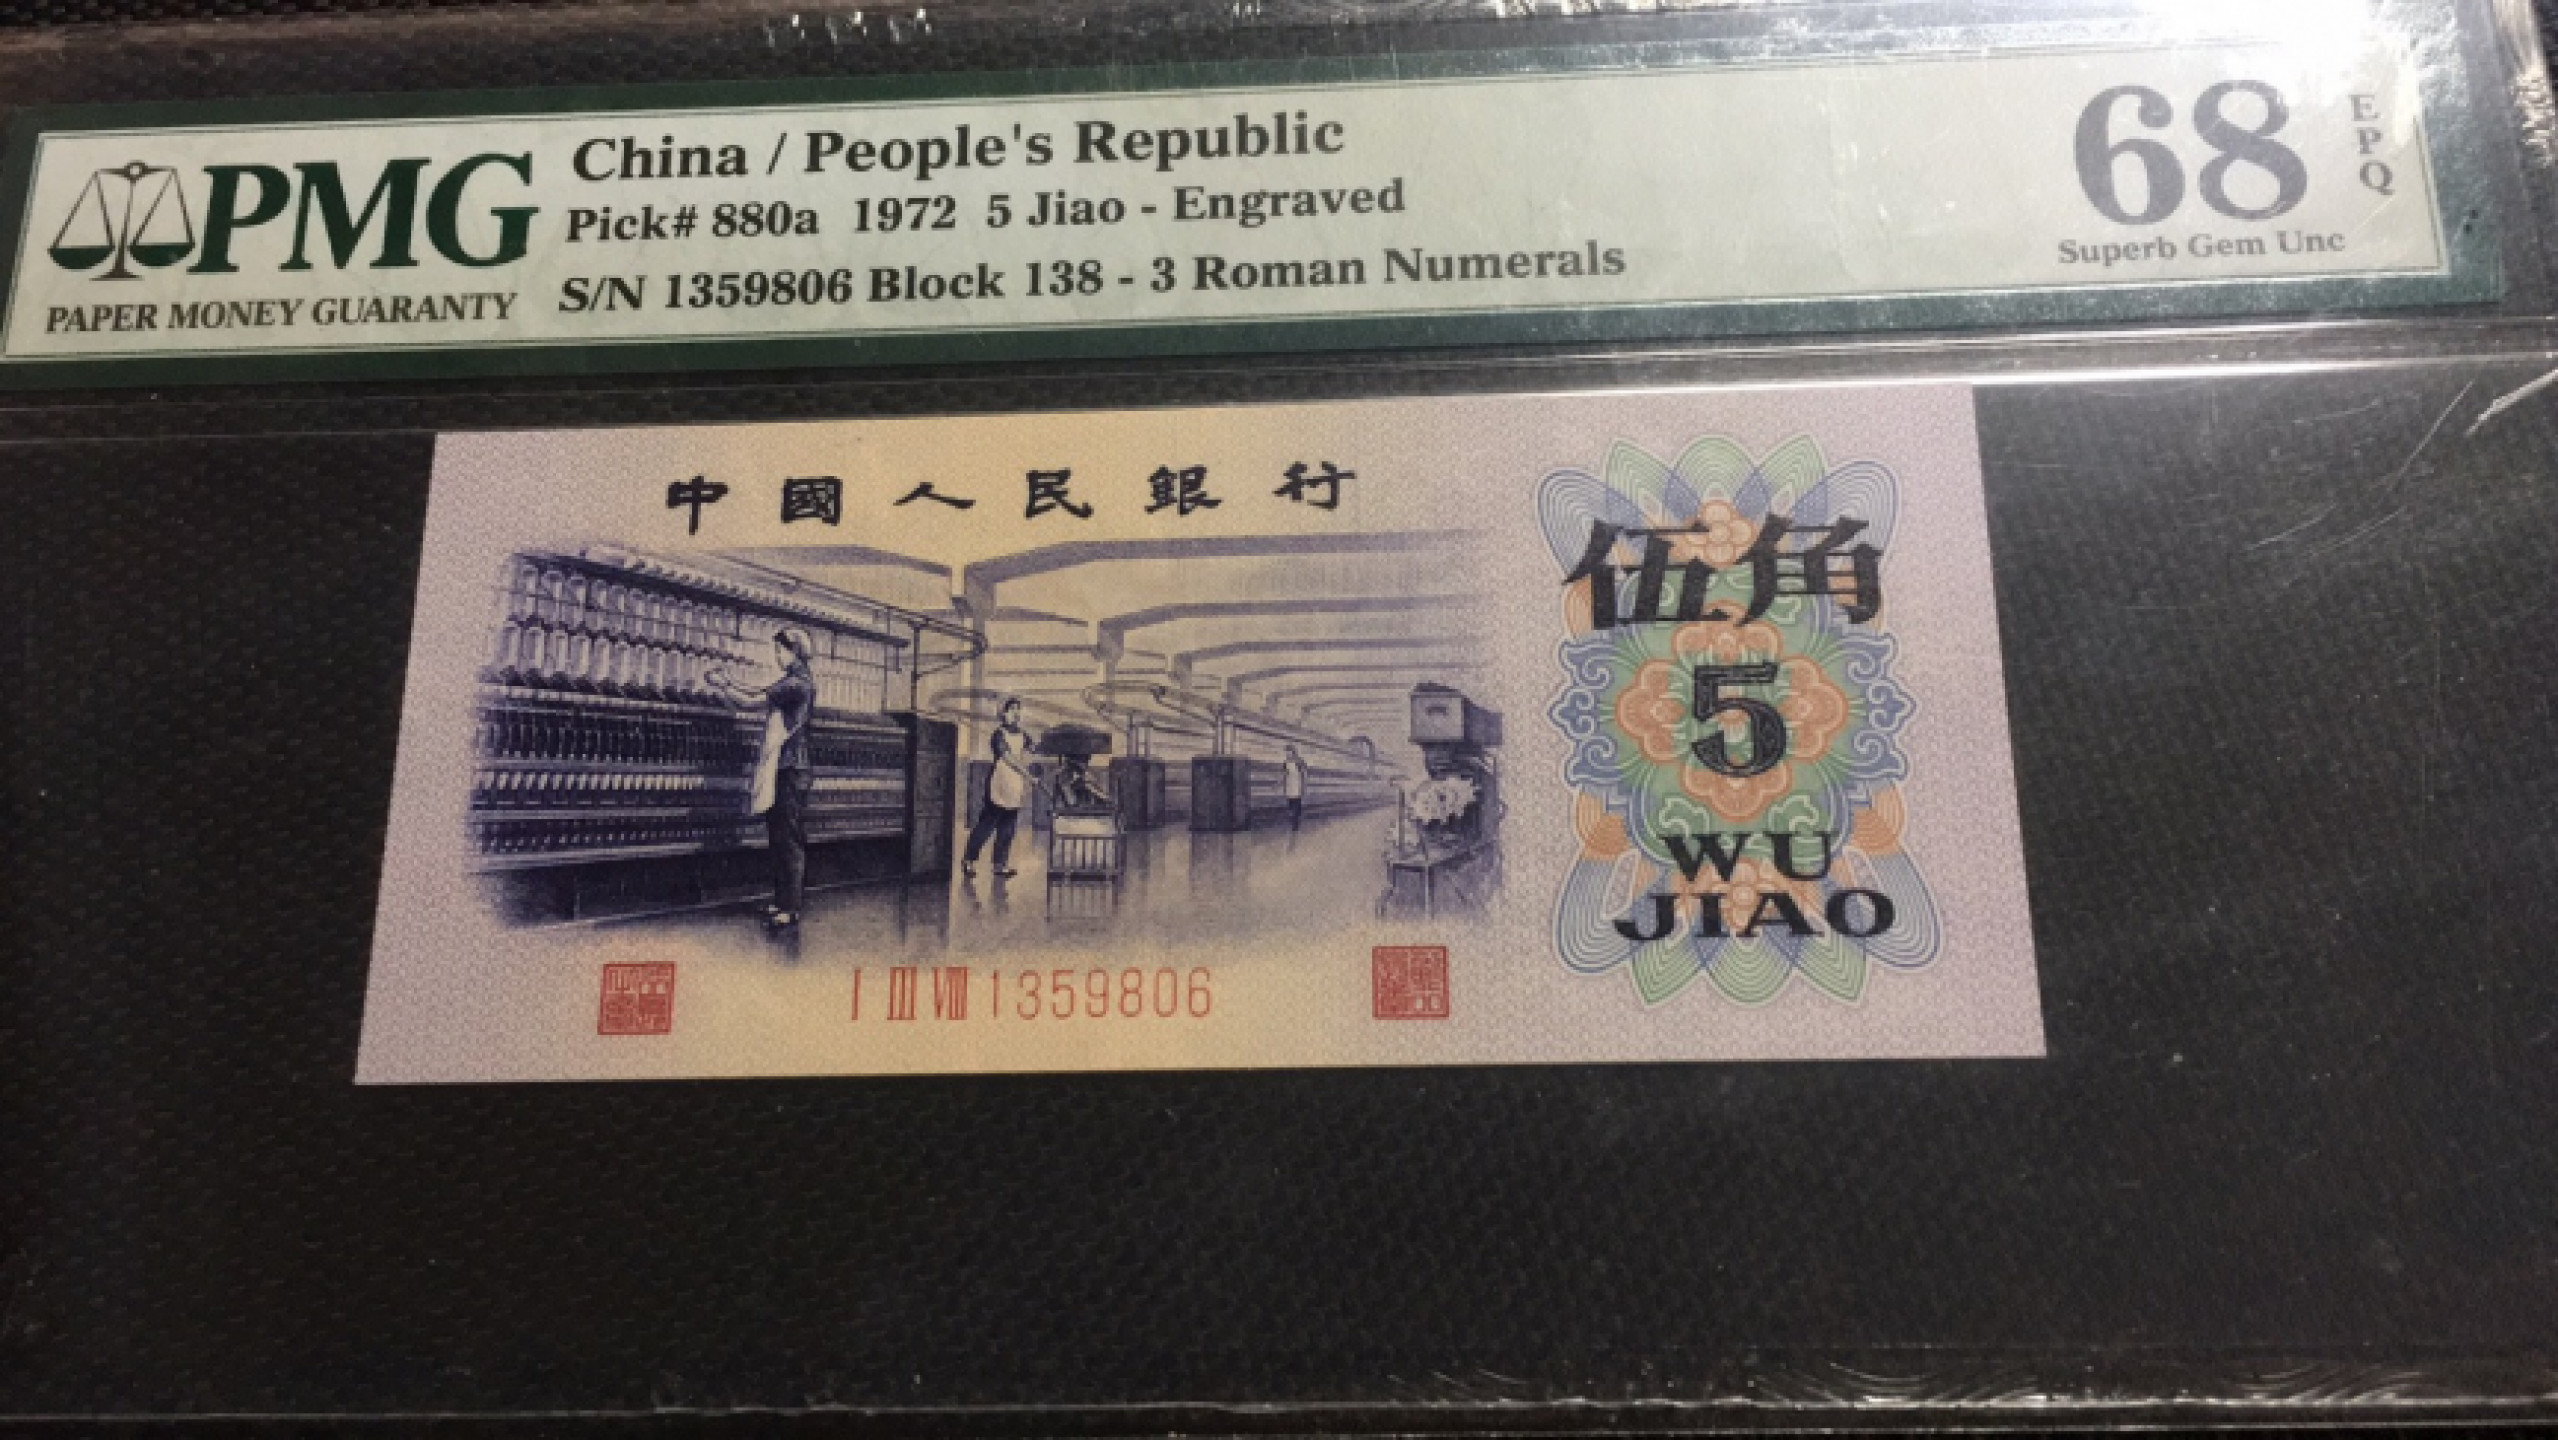 PMG
PAPER MONEY GUARANTY
China / People's Republic
Pick# 880a 1972 5 Jiao - Engraved
S/N 1359806 Block 138 - 3 Roman Numerals
68
EPQ
Superb Gem Unc
中國人民銀行
伍角
5
WU
JIAO
I III VIII 1359806